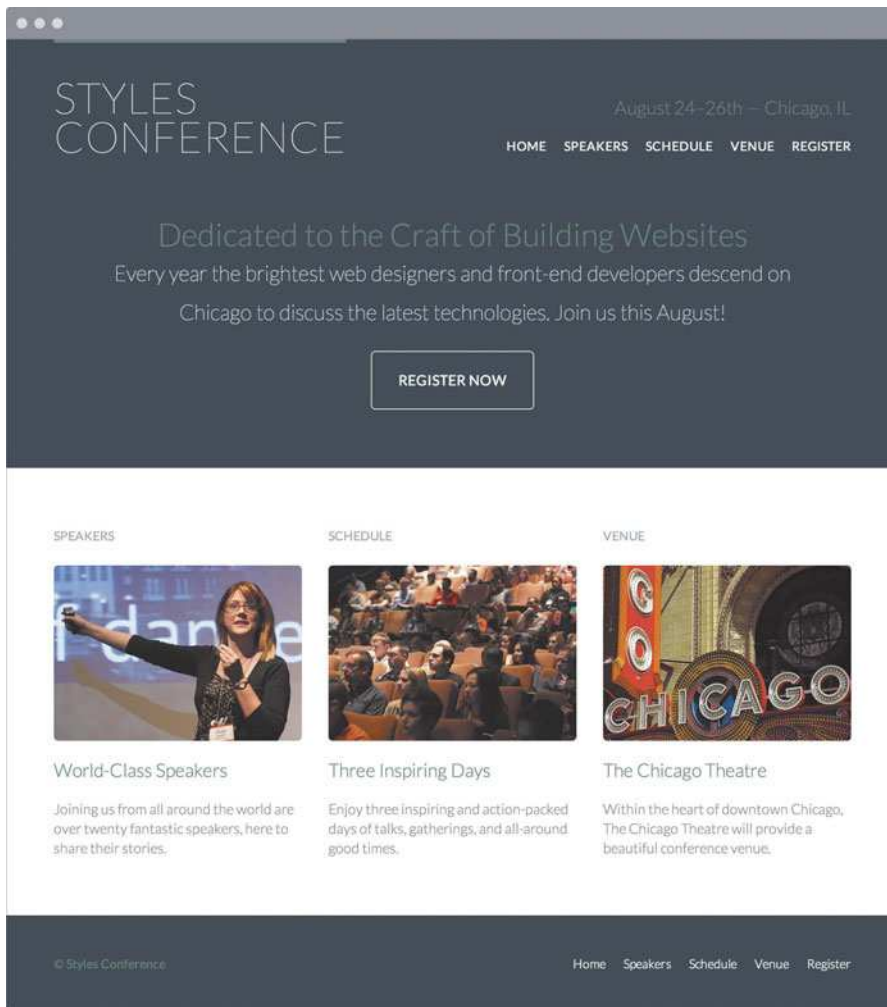 STYLES
CONFERENCE
August 24–26th — Chicago, IL
HOME SPEAKERS SCHEDULE VENUE REGISTER
Dedicated to the Craft of Building Websites
Every year the brightest web designers and front-end developers descend on
Chicago to discuss the latest technologies. Join us this August!
REGISTER NOW
SPEAKERS
f dan e
World-Class Speakers
Joining us from all around the world are
over twenty fantastic speakers, here to
share their stories.
SCHEDULE
Three Inspiring Days
Enjoy three inspiring and action-packed
days of talks, gatherings, and all-around
good times.
VENUE
CHICAGO
The Chicago Theatre
Within the heart of downtown Chicago,
The Chicago Theatre will provide a
beautiful conference venue.
© Styles Conference
Home Speakers Schedule Venue Register